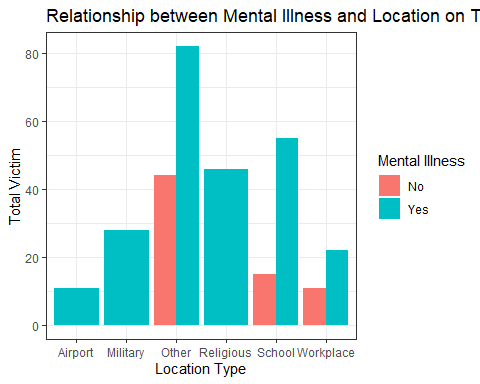 Relationship between Mental Illness and Location on T
80
60
40
20
0
Total Victim
Airport Military Other Religious School Workplace
Location Type
Mental Illness
No
Yes